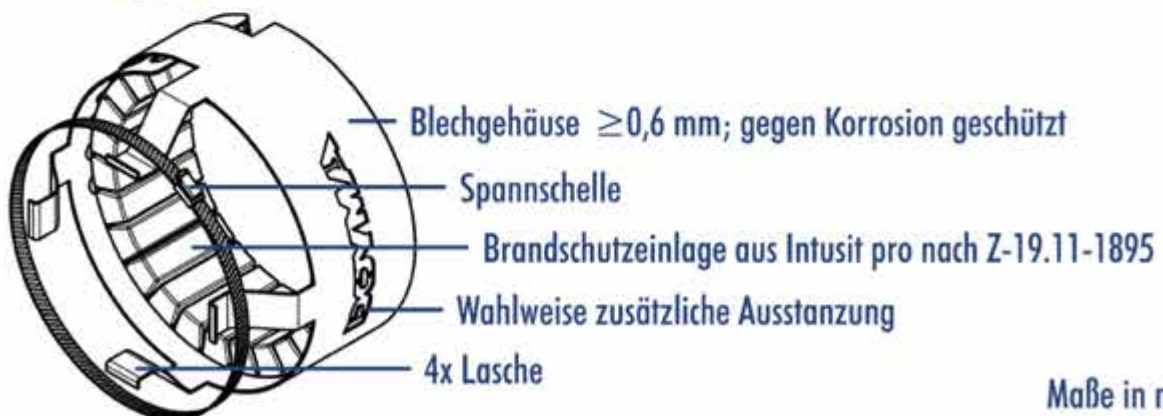 Blechgehäuse ≥0,6 mm; gegen Korrosion geschützt
Spannschelle
Brandschutzeinlage aus Intusit pro nach Z-19.11-1895
Wahlweise zusätzliche Ausstanzung
4x Lasche
Maße in